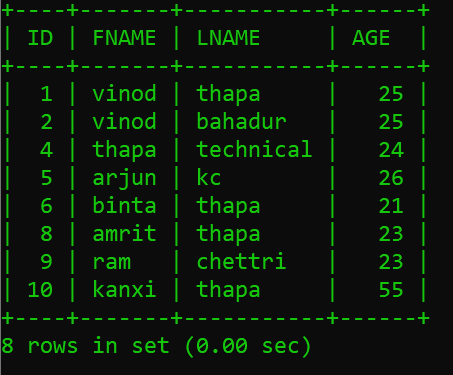 +----+-------+-----------+------+
| ID | FNAME | LNAME     | AGE  |
+----+-------+-----------+------+
|  1 | vinod | thapa     |   25 |
|  2 | vinod | bahadur   |   25 |
|  4 | thapa | technical |   24 |
|  5 | arjun | kc        |   26 |
|  6 | binta | thapa     |   21 |
|  8 | amrit | thapa     |   23 |
|  9 | ram   | chettri   |   23 |
| 10 | kanxi | thapa     |   55 |
+----+-------+-----------+------+
8 rows in set (0.00 sec)